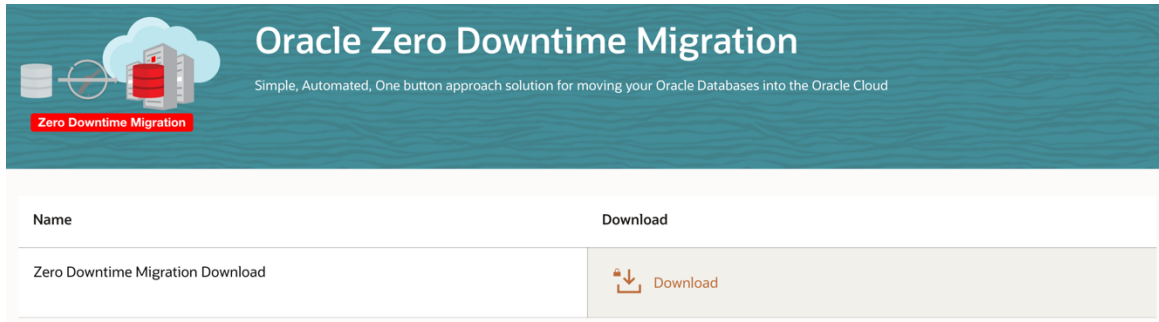 Oracle Zero Downtime Migration
Simple, Automated, One button approach solution for moving your Oracle Databases into the Oracle Cloud
Zero Downtime Migration
Name Download
Zero Downtime Migration Download Download